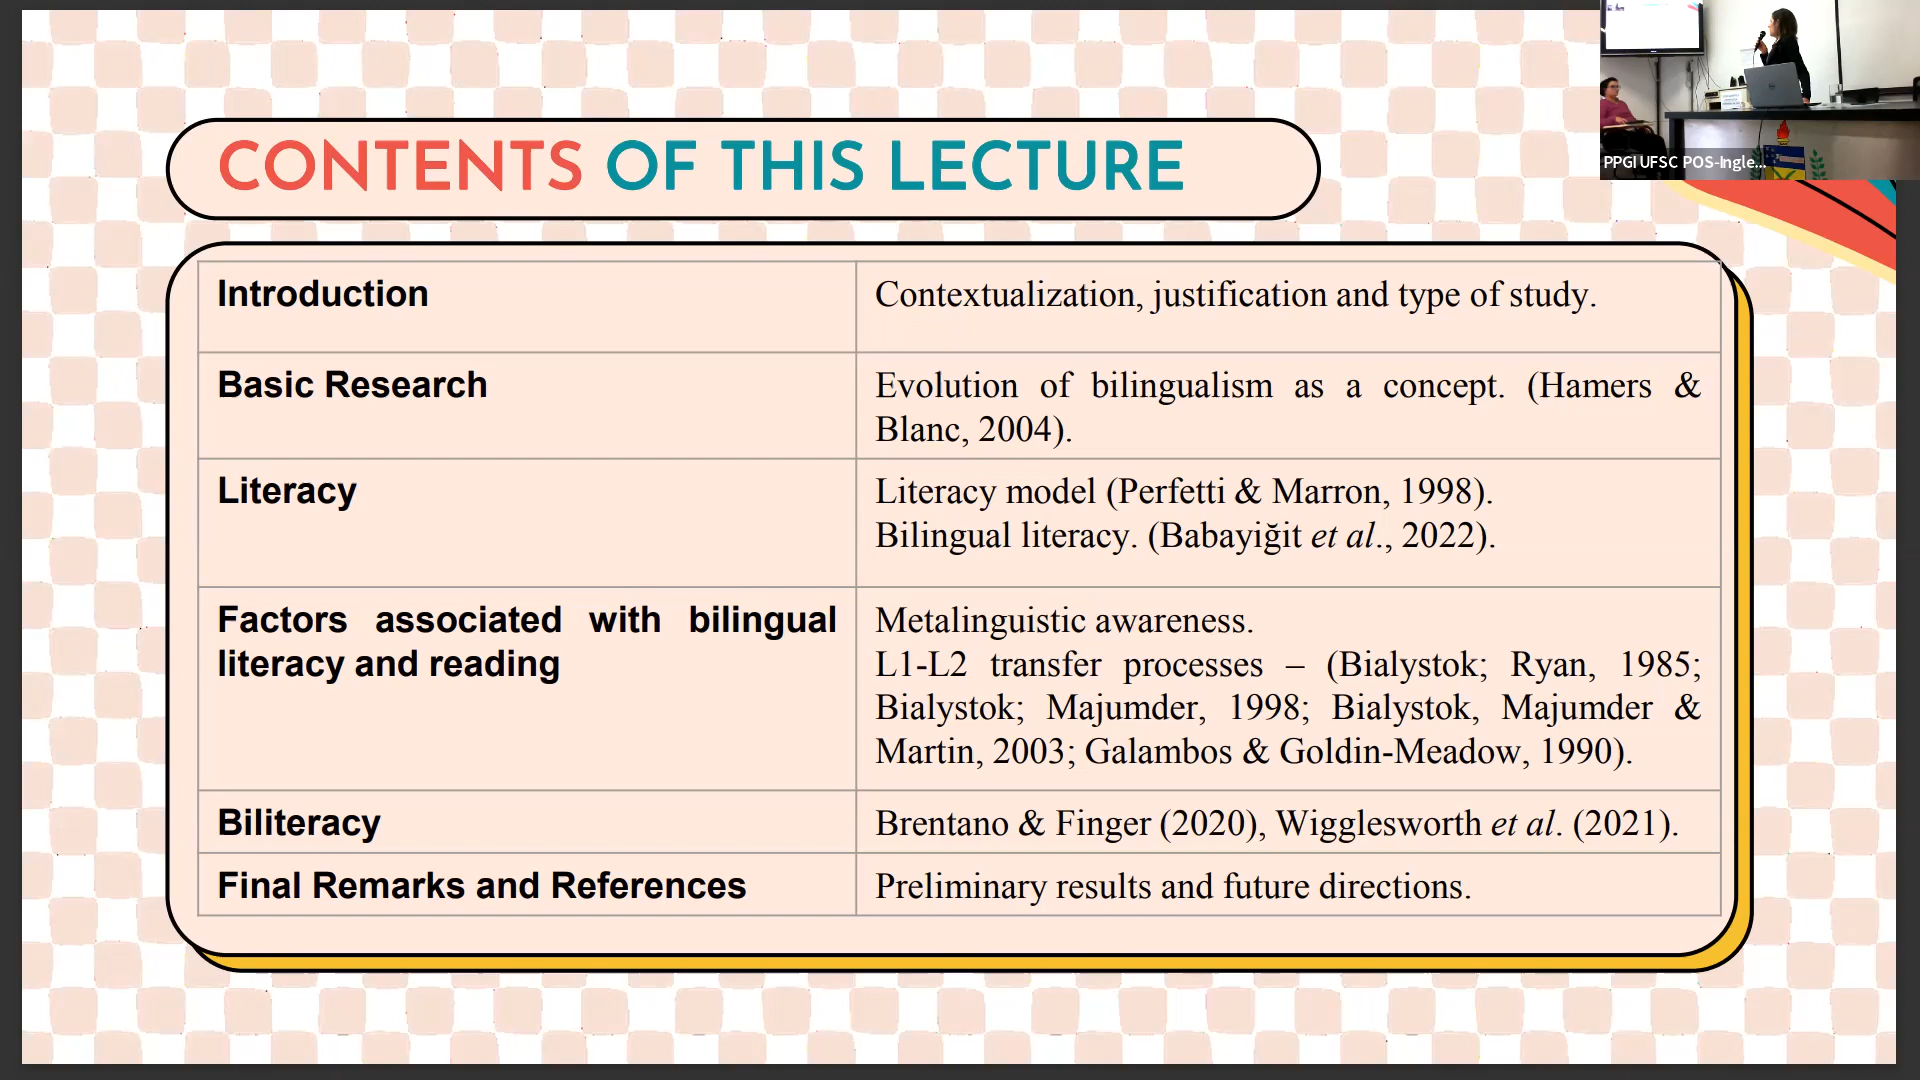 CONTENTS OF THIS LECTURE
PPGI UFSC POS-Ingle...
Introduction
Contextualization, justification and type of study.
Basic Research
Evolution of bilingualism as a concept. (Hamers &
Blanc, 2004).
Literacy
Literacy model (Perfetti & Marron, 1998).
Bilingual literacy. (Babayiğit et al., 2022).
Factors associated with bilingual
literacy and reading
Metalinguistic awareness.
L1-L2 transfer processes – (Bialystok; Ryan, 1985;
Bialystok; Majumder, 1998; Bialystok, Majumder &
Martin, 2003; Galambos & Goldin-Meadow, 1990).
Biliteracy
Brentano & Finger (2020), Wigglesworth et al. (2021).
Final Remarks and References
Preliminary results and future directions.